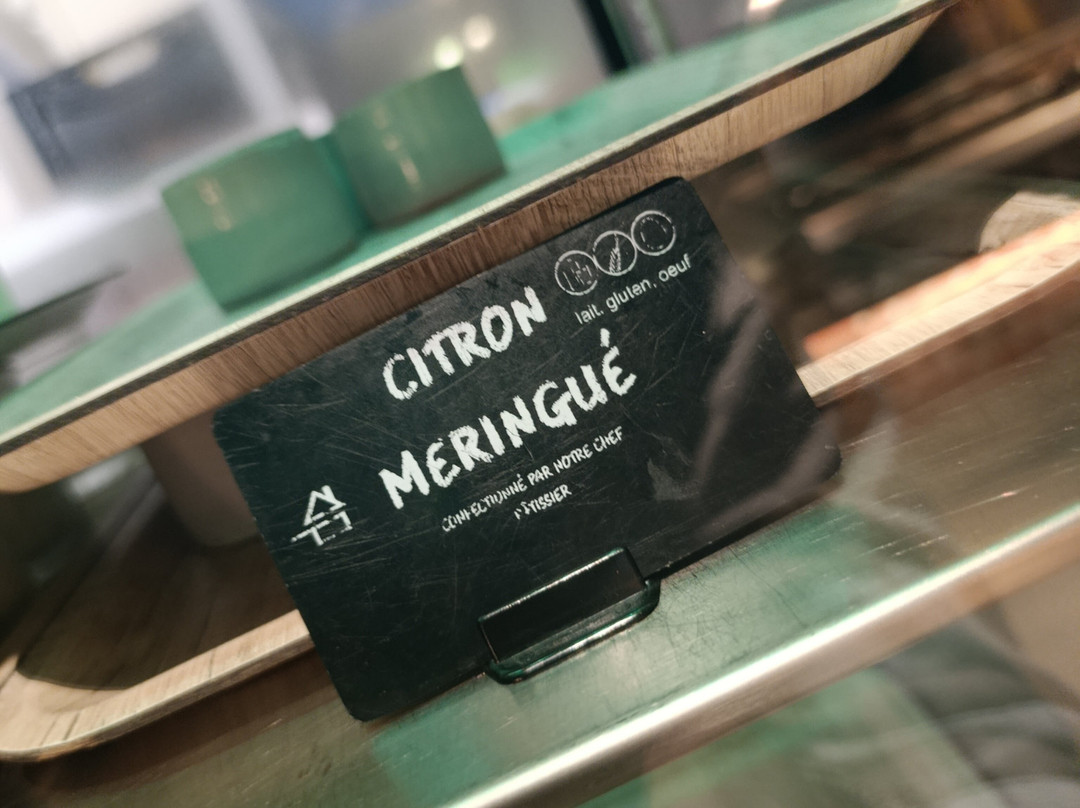 CITRON
lait. gluten. oeuf
MERINGUÉ
CONFECTIONNÉ PAR NOTRE CHEF
PÂTISSIER